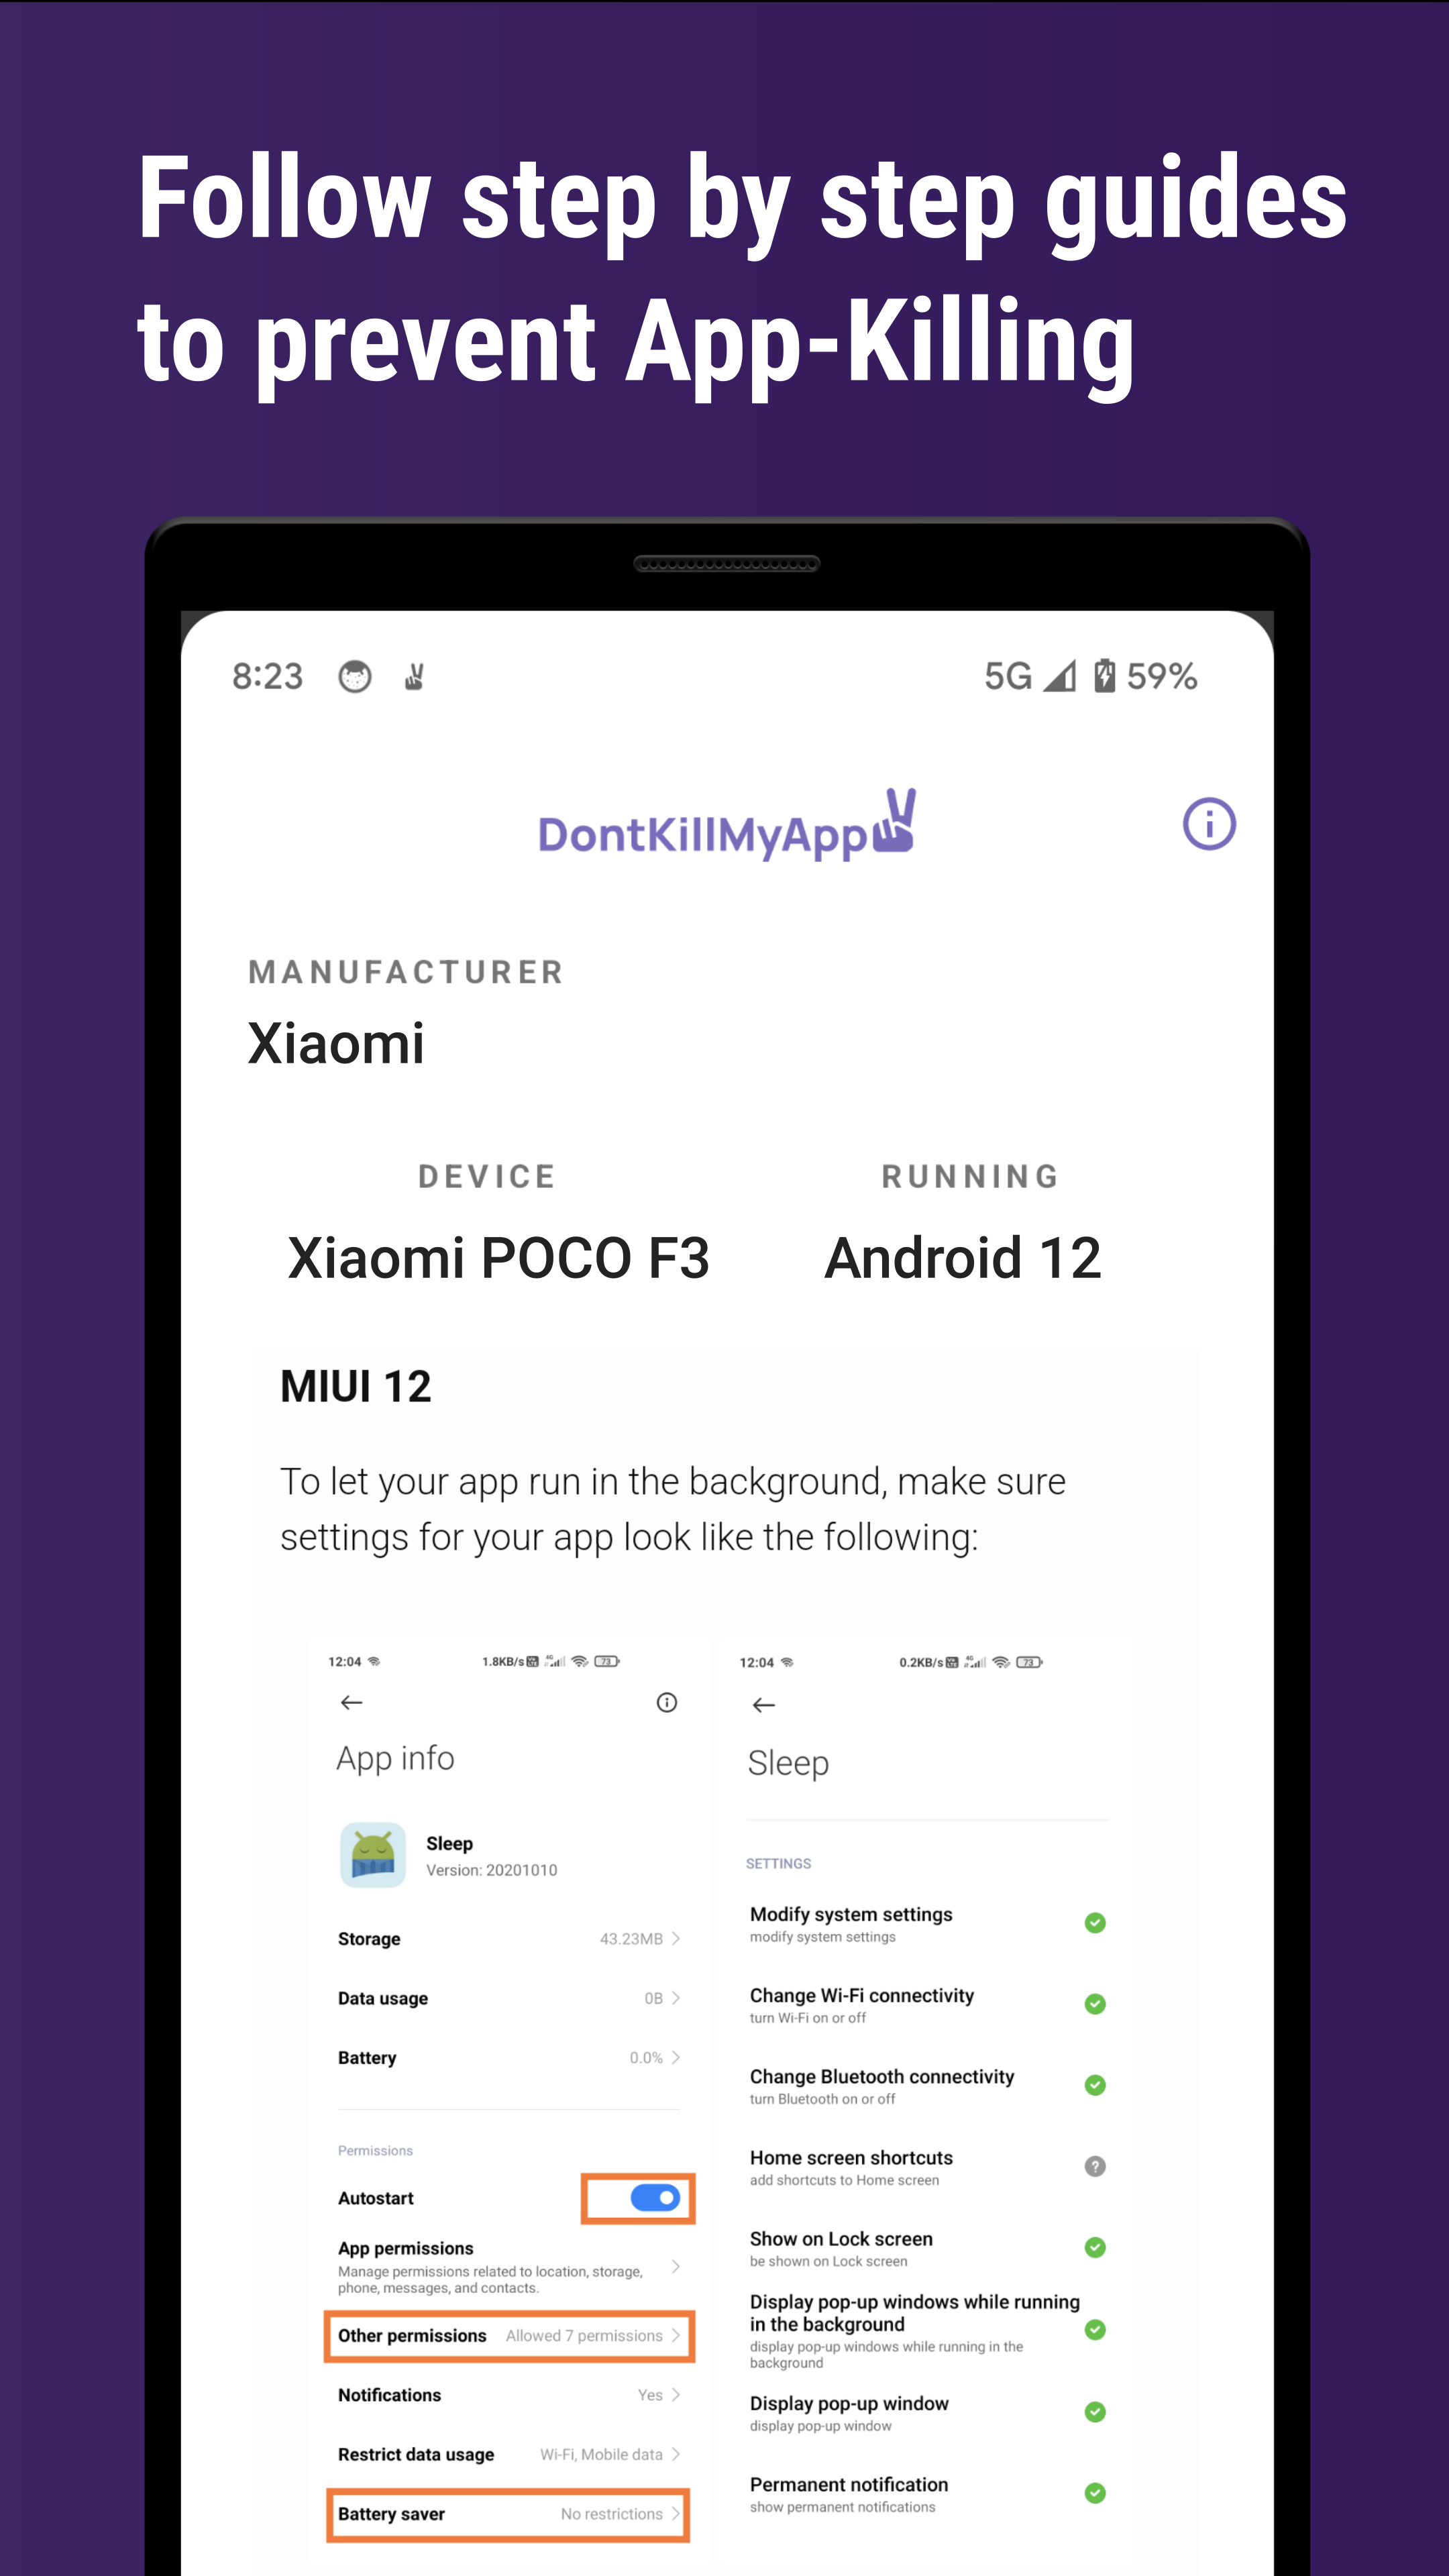 Follow step by step guides
to prevent App-Killing
8:23 5G 59%
DontKillMyApp
MANUFACTURER
Xiaomi
DEVICE RUNNING
Xiaomi POCO F3 Android 12
MIUI 12
To let your app run in the background, make sure
settings for your app look like the following:
12:04 1.8KB/s 4G 73
App info
Sleep
Version: 20201010
Storage 43.23MB
Data usage 0B
Battery 0.0%
Permissions
Autostart
App permissions
Manage permissions related to location, storage,
phone, messages, and contacts.
Other permissions Allowed 7 permissions
Notifications Yes
Restrict data usage Wi-Fi, Mobile data
Battery saver No restrictions
12:04 0.2KB/s 4G 73
Sleep
SETTINGS
Modify system settings
modify system settings
Change Wi-Fi connectivity
turn Wi-Fi on or off
Change Bluetooth connectivity
turn Bluetooth on or off
Home screen shortcuts
add shortcuts to Home screen
Show on Lock screen
be shown on Lock screen
Display pop-up windows while running
in the background
display pop-up windows while running in the
background
Display pop-up window
display pop-up window
Permanent notification
show permanent notifications